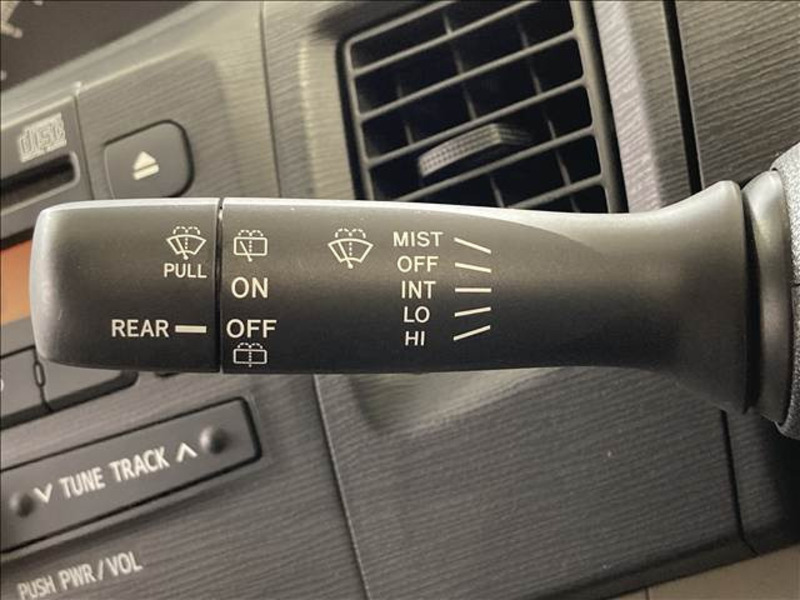 disc
PULL
REAR
ON
OFF
MIST
OFF
INT
LO
HI
TUNE TRACK
PUSH PWR/VOL